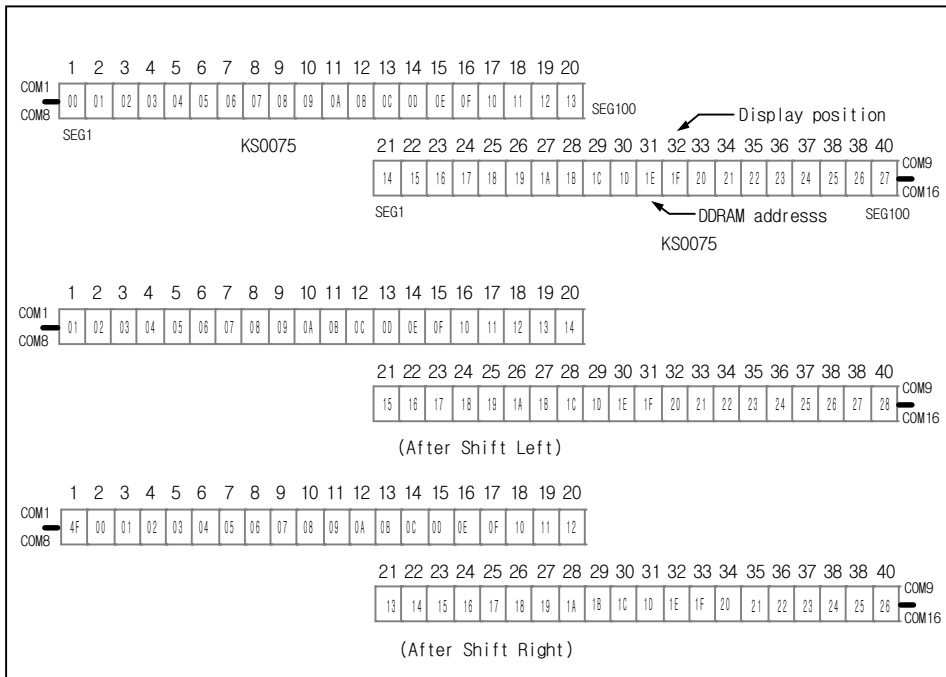 1 2 3 4 5 6 7 8 9 10 11 12 13 14 15 16 17 18 19 20
COM1
00 01 02 03 04 05 06 07 08 09 0A 0B 0C 0D 0E 0F 10 11 12 13
COM8
SEG1
KS0075
SEG100
Display position
21 22 23 24 25 26 27 28 29 30 31 32 33 34 35 36 37 38 38 40
COM9
14 15 16 17 18 19 1A 1B 1C 1D 1E 1F 20 21 22 23 24 25 26 27
COM16
SEG1
DDRAM addresss
SEG100
KS0075
1 2 3 4 5 6 7 8 9 10 11 12 13 14 15 16 17 18 19 20
COM1
01 02 03 04 05 06 07 08 09 0A 0B 0C 0D 0E 0F 10 11 12 13 14
COM8
21 22 23 24 25 26 27 28 29 30 31 32 33 34 35 36 37 38 38 40
COM9
15 16 17 18 19 1A 1B 1C 1D 1E 1F 20 21 22 23 24 25 26 27 28
COM16
(After Shift Left)
1 2 3 4 5 6 7 8 9 10 11 12 13 14 15 16 17 18 19 20
COM1
4F 00 01 02 03 04 05 06 07 08 09 0A 0B 0C 0D 0E 0F 10 11 12
COM8
21 22 23 24 25 26 27 28 29 30 31 32 33 34 35 36 37 38 38 40
COM9
13 14 15 16 17 18 19 1A 1B 1C 1D 1E 1F 20 21 22 23 24 25 26
COM16
(After Shift Right)